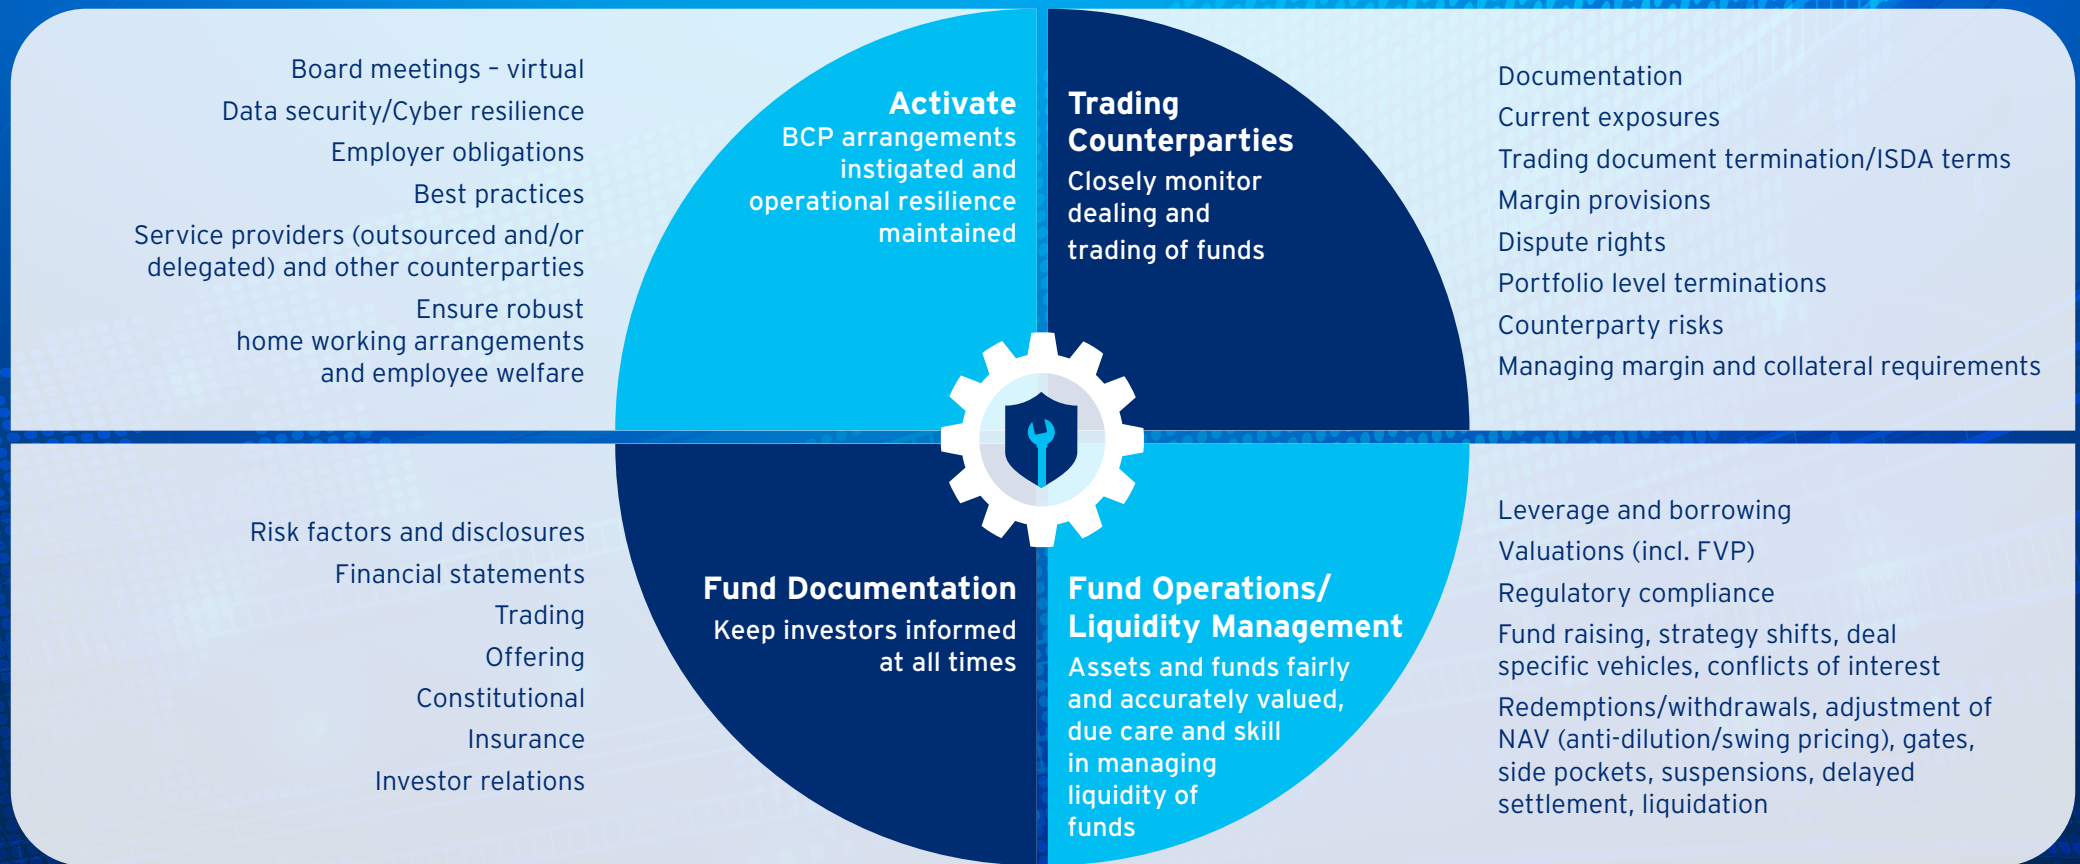 Board meetings – virtual
Data security/Cyber resilience
Employer obligations
Best practices
Service providers (outsourced and/or
delegated) and other counterparties
Ensure robust
home working arrangements
and employee welfare
Activate
BCP arrangements
instigated and
operational resilience
maintained
Trading
Counterparties
Closely monitor
dealing and
trading of funds
Documentation
Current exposures
Trading document termination/ISDA terms
Margin provisions
Dispute rights
Portfolio level terminations
Counterparty risks
Managing margin and collateral requirements
Risk factors and disclosures
Financial statements
Trading
Offering
Constitutional
Insurance
Investor relations
Fund Documentation
Keep investors informed
at all times
Fund Operations/
Liquidity Management
Assets and funds fairly
and accurately valued,
due care and skill
in managing
liquidity of
funds
Leverage and borrowing
Valuations (incl. FVP)
Regulatory compliance
Fund raising, strategy shifts, deal
specific vehicles, conflicts of interest
Redemptions/withdrawals, adjustment of
NAV (anti-dilution/swing pricing), gates,
side pockets, suspensions, delayed
settlement, liquidation